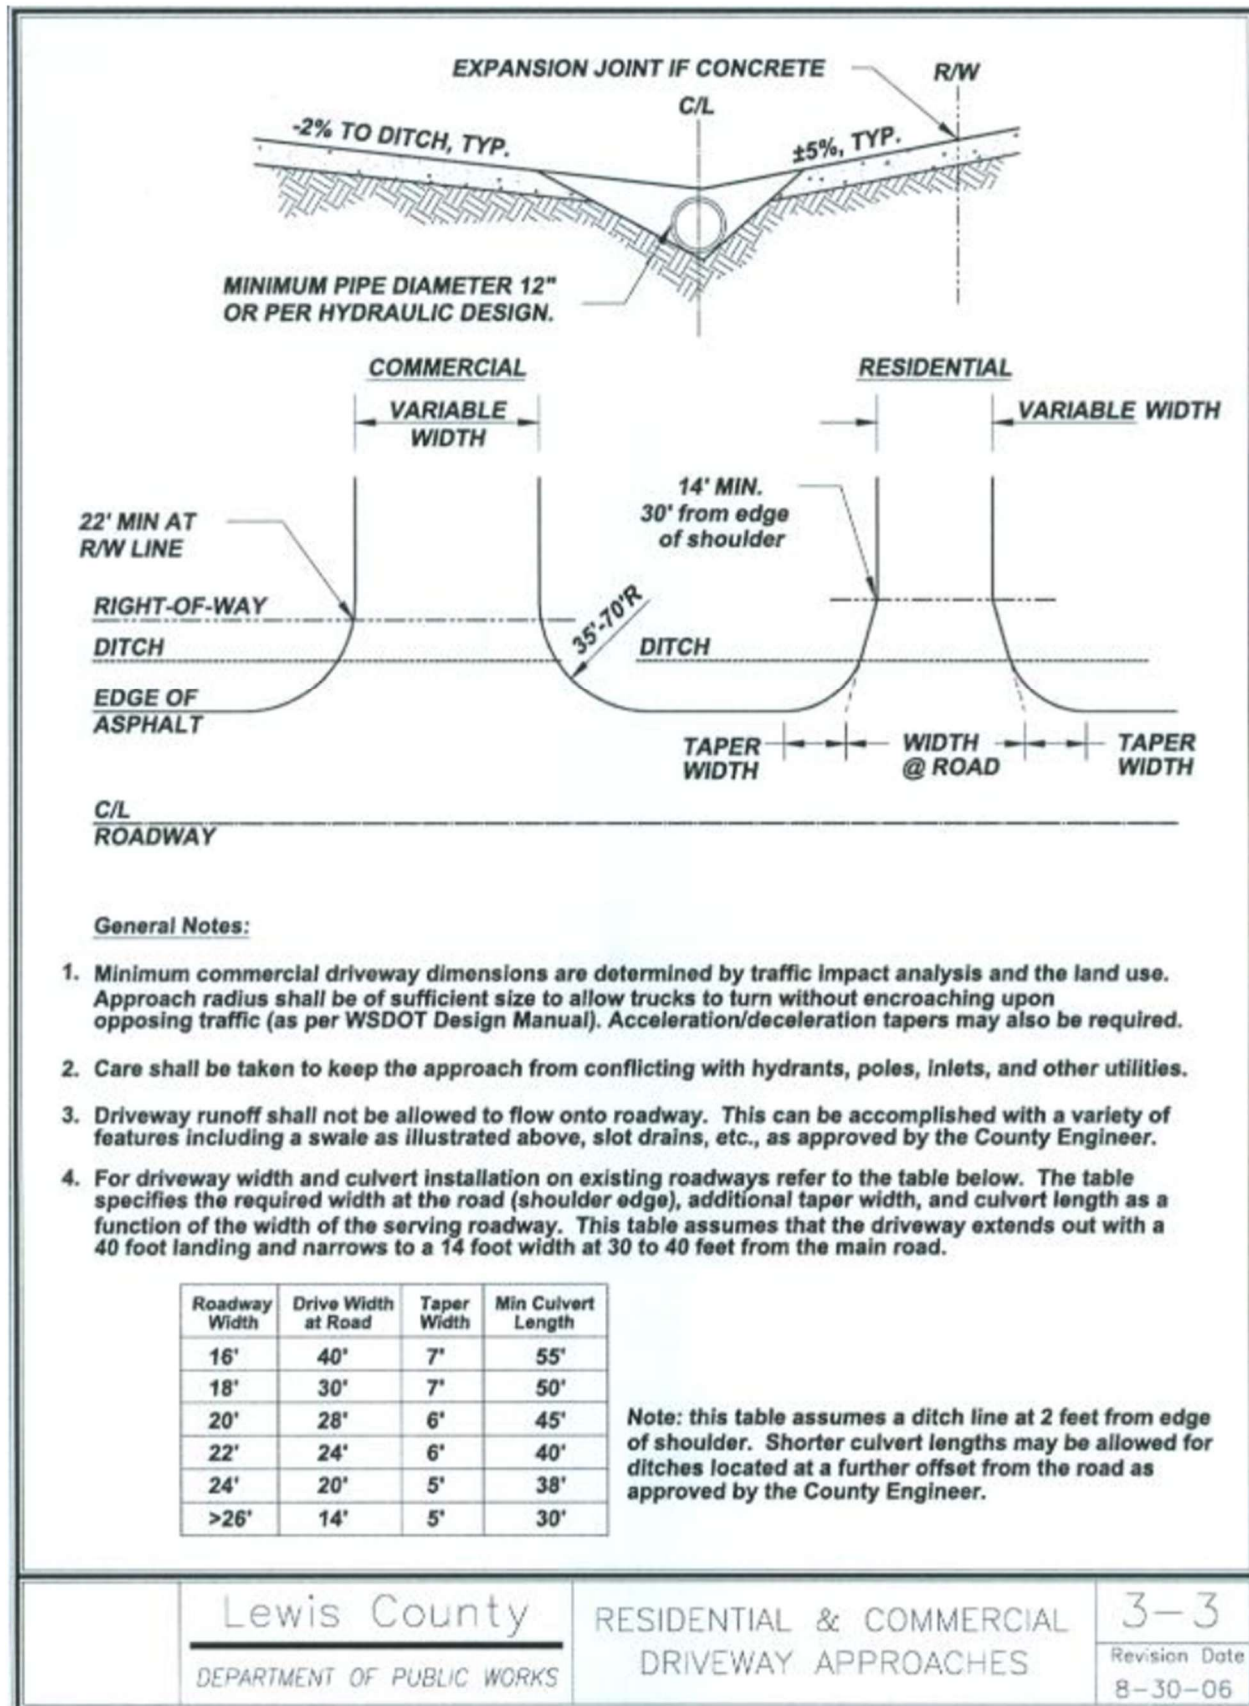 EXPANSION JOINT IF CONCRETE
R/W
C/L
-2% TO DITCH, TYP.
±5%, TYP.
MINIMUM PIPE DIAMETER 12"
OR PER HYDRAULIC DESIGN.
COMMERCIAL
RESIDENTIAL
VARIABLE
WIDTH
VARIABLE WIDTH
22' MIN AT
R/W LINE
14' MIN.
30' from edge
of shoulder
RIGHT-OF-WAY
35'-70'R
DITCH
DITCH
EDGE OF
ASPHALT
TAPER
WIDTH
WIDTH
@ ROAD
TAPER
WIDTH
C/L
ROADWAY
General Notes:
1. Minimum commercial driveway dimensions are determined by traffic impact analysis and the land use.
Approach radius shall be of sufficient size to allow trucks to turn without encroaching upon
opposing traffic (as per WSDOT Design Manual). Acceleration/deceleration tapers may also be required.
2. Care shall be taken to keep the approach from conflicting with hydrants, poles, inlets, and other utilities.
3. Driveway runoff shall not be allowed to flow onto roadway. This can be accomplished with a variety of
features including a swale as illustrated above, slot drains, etc., as approved by the County Engineer.
4. For driveway width and culvert installation on existing roadways refer to the table below. The table
specifies the required width at the road (shoulder edge), additional taper width, and culvert length as a
function of the width of the serving roadway. This table assumes that the driveway extends out with a
40 foot landing and narrows to a 14 foot width at 30 to 40 feet from the main road.
Roadway Width Drive Width at Road Taper Width Min Culvert Length
16' 40' 7' 55'
18' 30' 7' 50'
20' 28' 6' 45'
22' 24' 6' 40'
24' 20' 5' 38'
>26' 14' 5' 30'
Note: this table assumes a ditch line at 2 feet from edge
of shoulder. Shorter culvert lengths may be allowed for
ditches located at a further offset from the road as
approved by the County Engineer.
Lewis County
DEPARTMENT OF PUBLIC WORKS
RESIDENTIAL & COMMERCIAL
DRIVEWAY APPROACHES
3-3
Revision Date
8-30-06